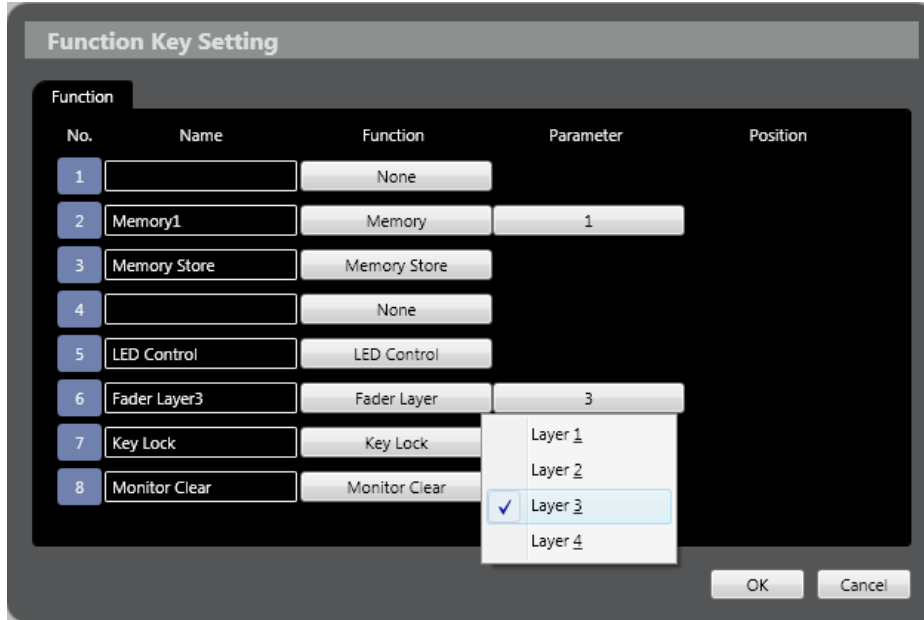 Function Key Setting
Function
No. Name Function Parameter Position
1 None
2 Memory1 Memory 1
3 Memory Store Memory Store
4 None
5 LED Control LED Control
6 Fader Layer3 Fader Layer 3
7 Key Lock Key Lock
Layer 1
Layer 2
8 Monitor Clear Monitor Clear
Layer 3
Layer 4
OK Cancel